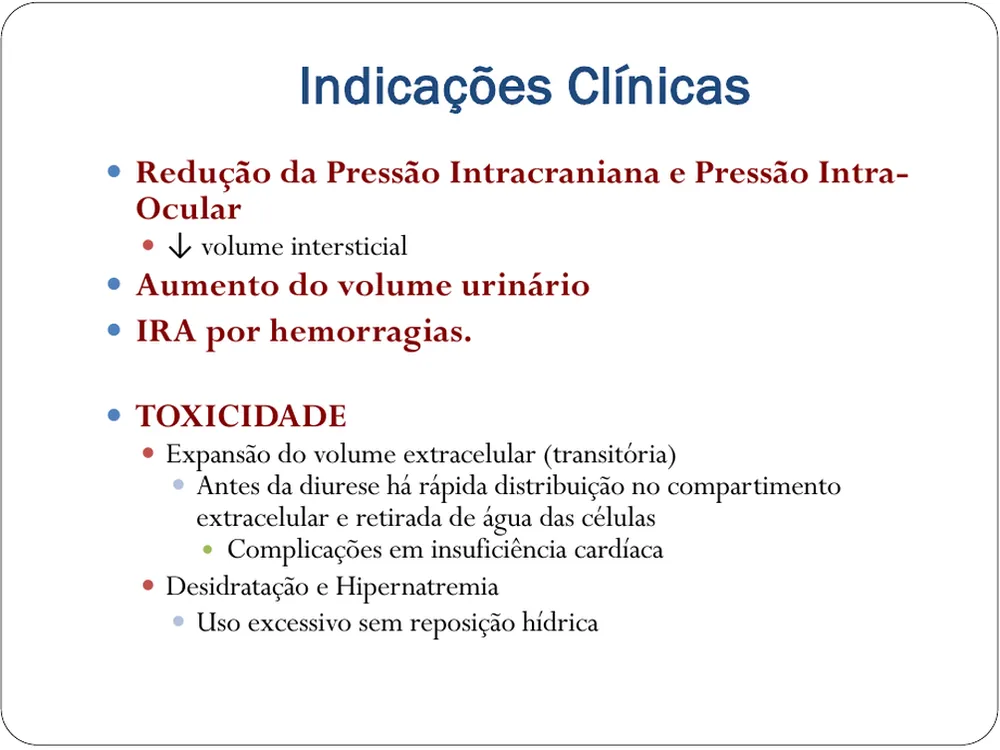 Indicações Clínicas
Redução da Pressão Intracraniana e Pressão Intra-
Ocular
↓ volume intersticial
Aumento do volume urinário
IRA por hemorragias.
TOXICIDADE
Expansão do volume extracelular (transitória)
Antes da diurese há rápida distribuição no compartimento
extracelular e retirada de água das células
Complicações em insuficiência cardíaca
Desidratação e Hipernatremia
Uso excessivo sem reposição hídrica